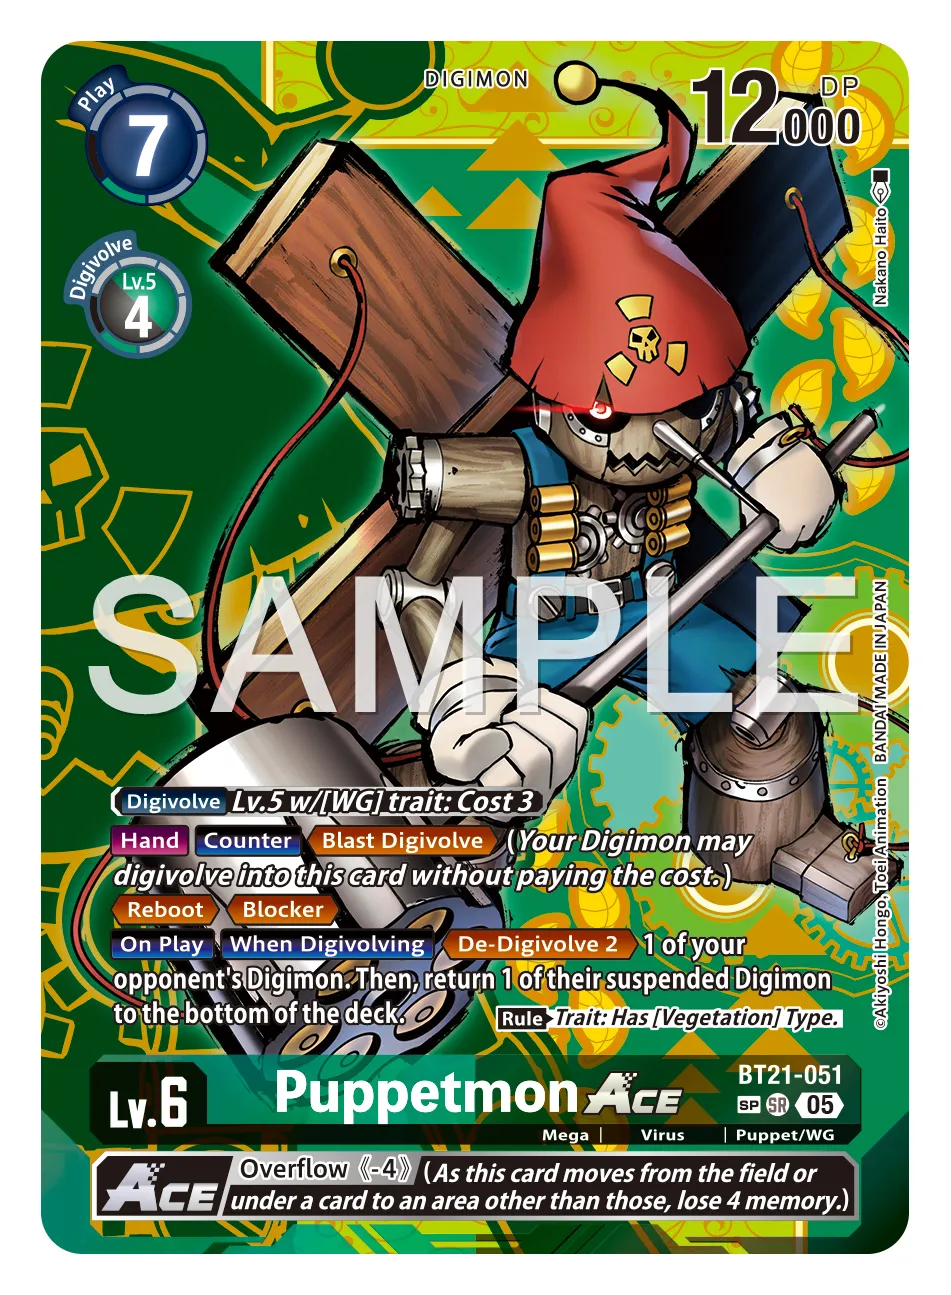 DIGIMON
Play
7
12000 DP
Digivolve
Lv.5
4
Nakano Haito
SAMPLE
©Akiyoshi Hongo, Toei Animation BANDAI MADE IN JAPAN
Digivolve Lv.5 w/[WG] trait: Cost 3
Hand Counter Blast Digivolve (Your Digimon may
digivolve into this card without paying the cost.)
Reboot Blocker
On Play When Digivolving De-Digivolve 2 1 of your
opponent's Digimon. Then, return 1 of their suspended Digimon
to the bottom of the deck.
Rule Trait: Has [Vegetation] Type.
Lv.6
Puppetmon ACE
BT21-051
SP SR 05
Mega | Virus | Puppet/WG
ACE
Overflow《-4》(As this card moves from the field or
under a card to an area other than those, lose 4 memory.)